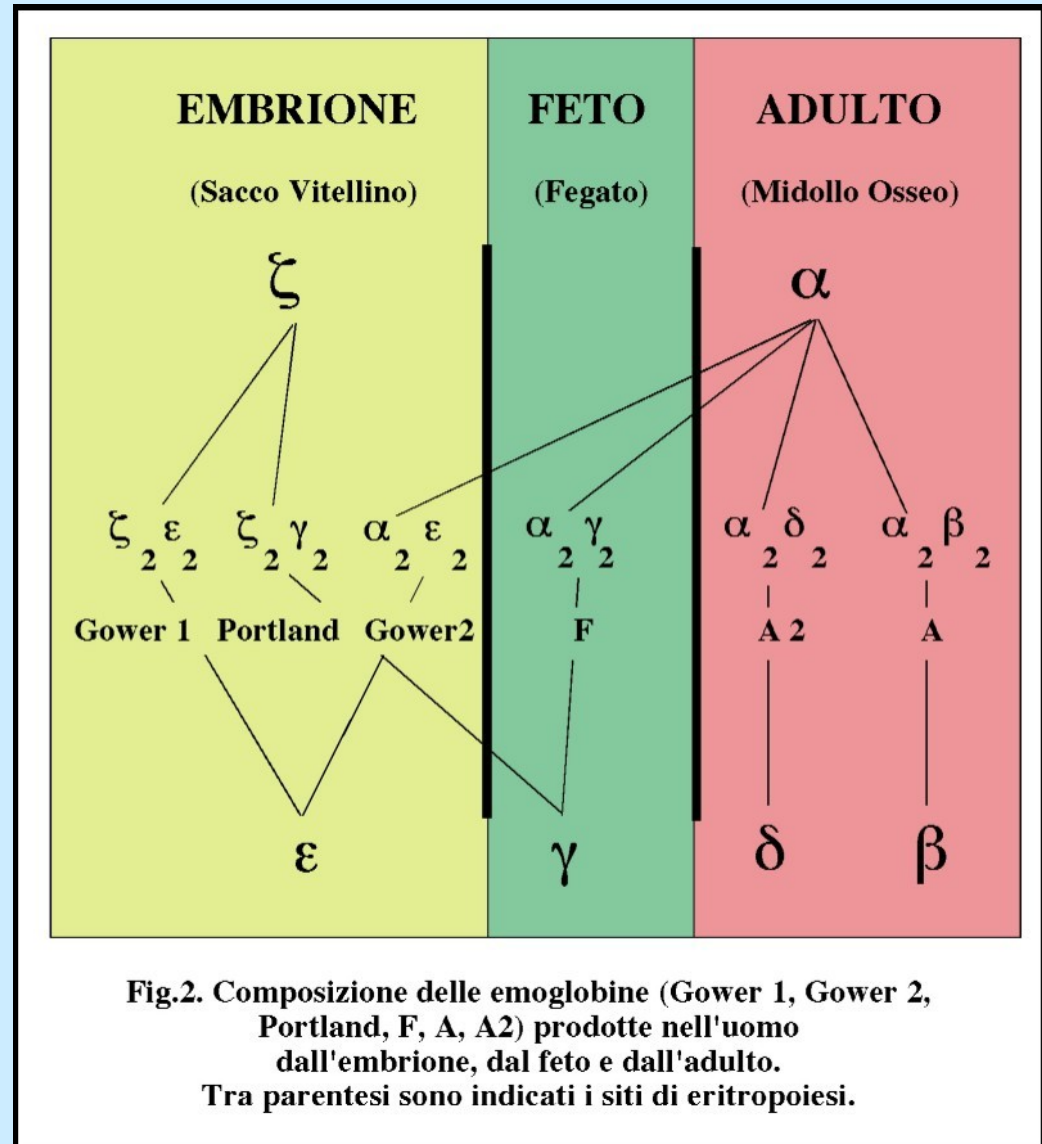 EMBRIONE FETO ADULTO
(Sacco Vitellino) (Fegato) (Midollo Osseo)
ζ α
ζ₂ε₂ ζ₂γ₂ α₂ε₂ α₂γ₂ α₂δ₂ α₂β₂
Gower 1 Portland Gower2 F A 2 A
ε γ δ β
Fig.2. Composizione delle emoglobine (Gower 1, Gower 2,
Portland, F, A, A2) prodotte nell'uomo
dall'embrione, dal feto e dall'adulto.
Tra parentesi sono indicati i siti di eritropoiesi.